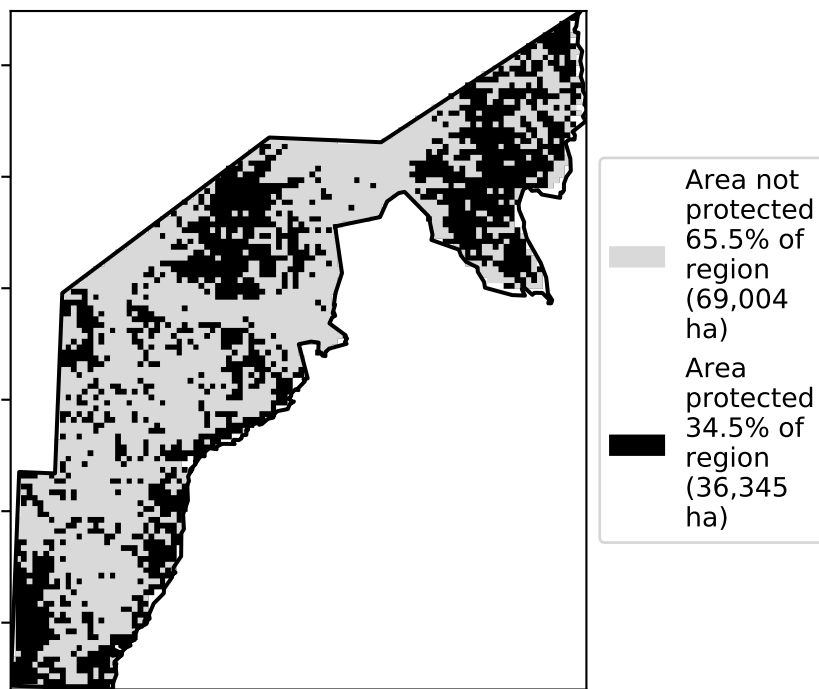 Area not
protected
65.5% of
region
(69,004
ha)
Area
protected
34.5% of
region
(36,345
ha)